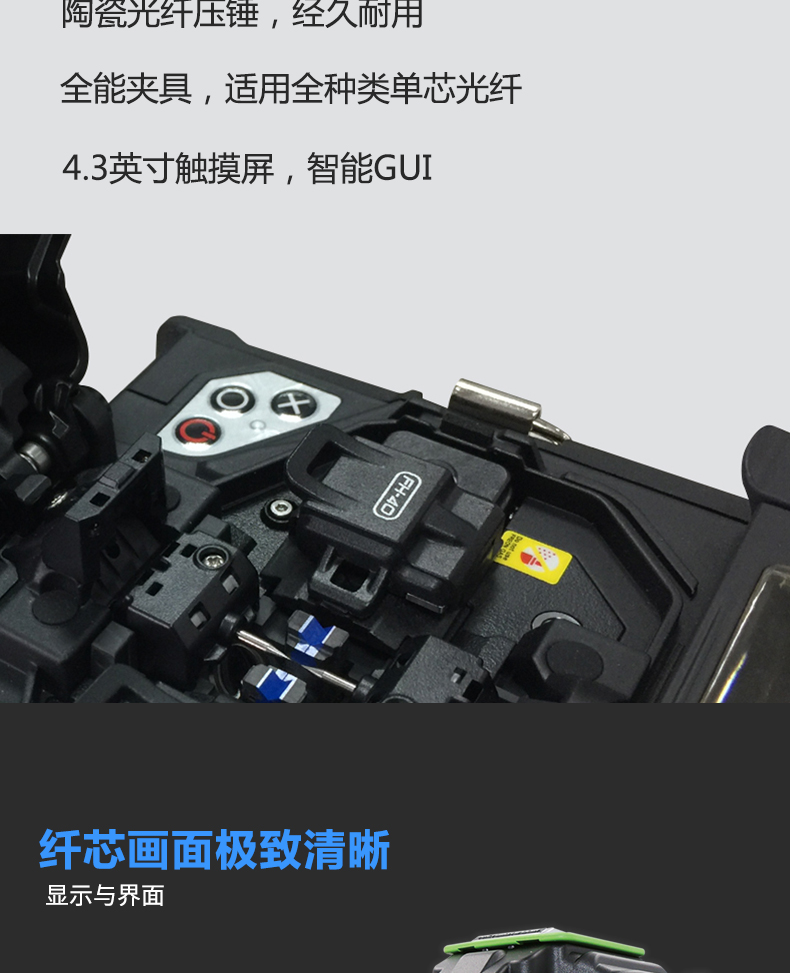 陶瓷光纤压锤，经久耐用
全能夹具，适用全种类单芯光纤
4.3英寸触摸屏，智能GUI
FH-40
纤芯画面极致清晰
显示与界面